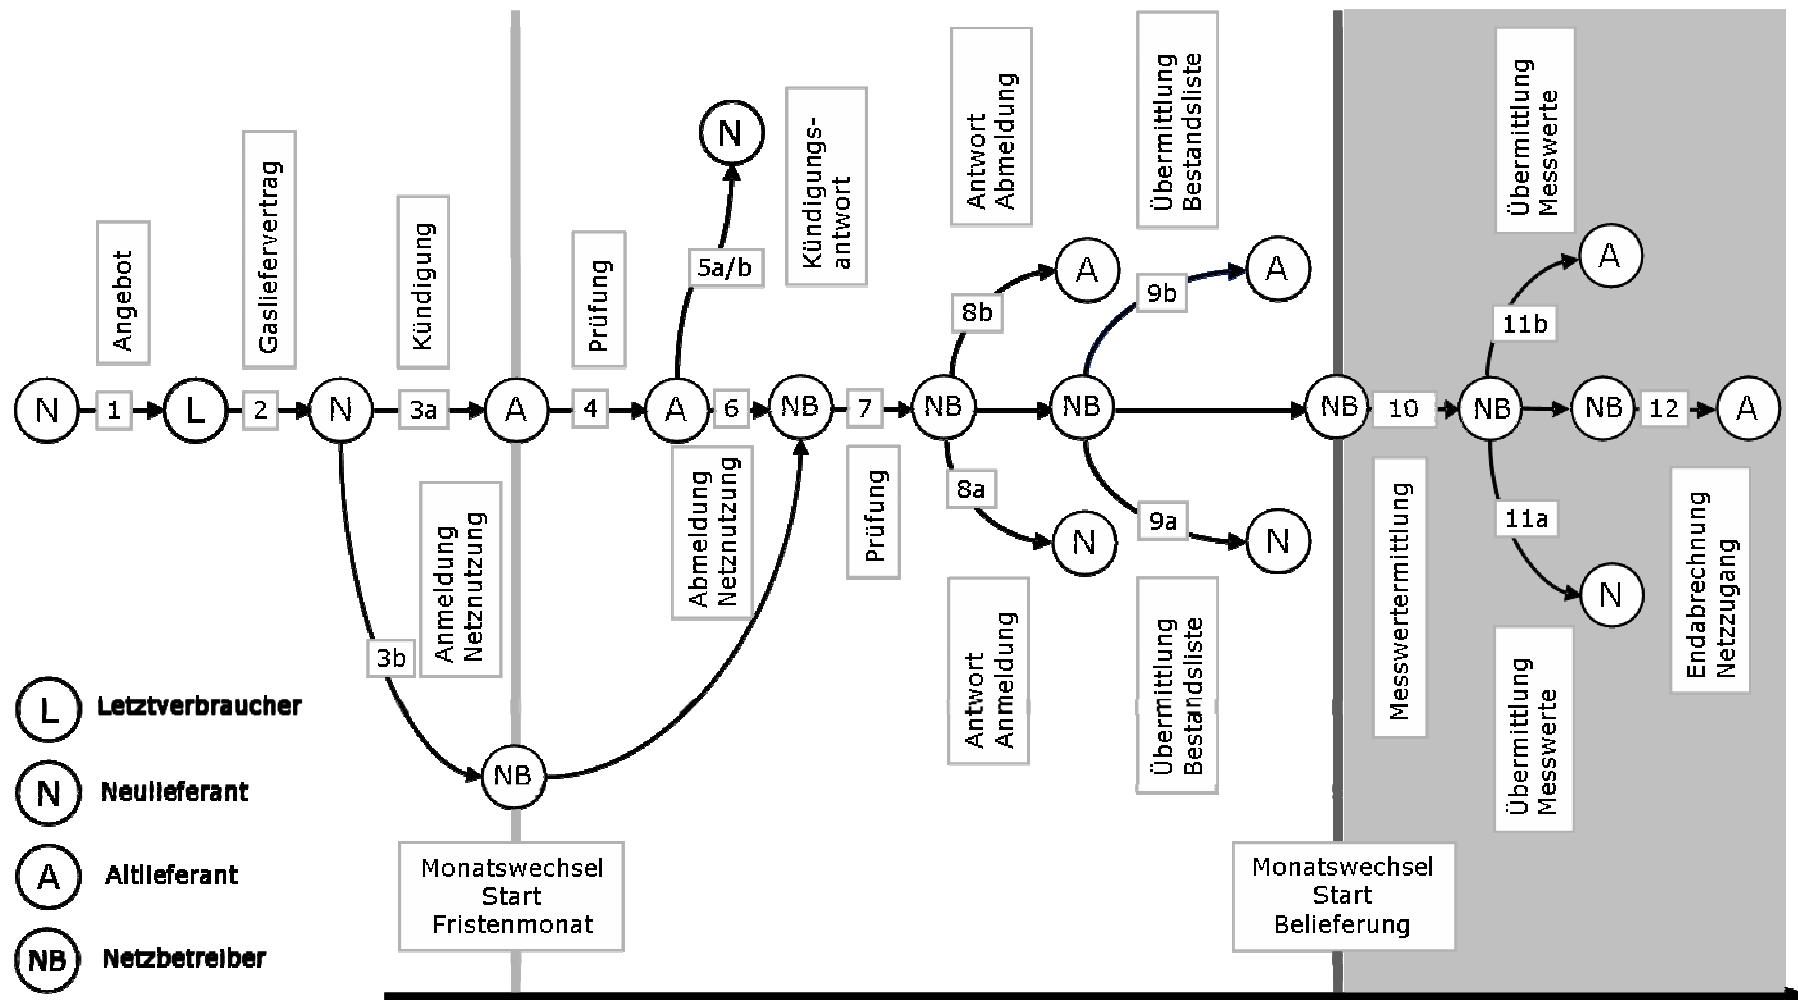 Angebot
Gasliefervertrag
Kündigung
Prüfung
Kündigungs-
antwort
Antwort
Abmeldung
Übermittlung
Bestandsliste
Übermittlung
Messwerte
N
5a/b
A
A
A
8b
9b
11b
N
1
L
2
N
3a
A
4
A
6
NB
7
NB
NB
NB
10
NB
NB
12
A
8a
9a
11a
N
N
N
3b
Anmeldung
Netznutzung
Abmeldung
Netznutzung
Prüfung
Antwort
Anmeldung
Übermittlung
Bestandsliste
Messwertermittlung
Übermittlung
Messwerte
Endabrechnung
Netzzugang
NB
L Letztverbraucher
N Neulieferant
A Altlieferant
NB Netzbetreiber
Monatswechsel
Start
Fristenmonat
Monatswechsel
Start
Belieferung